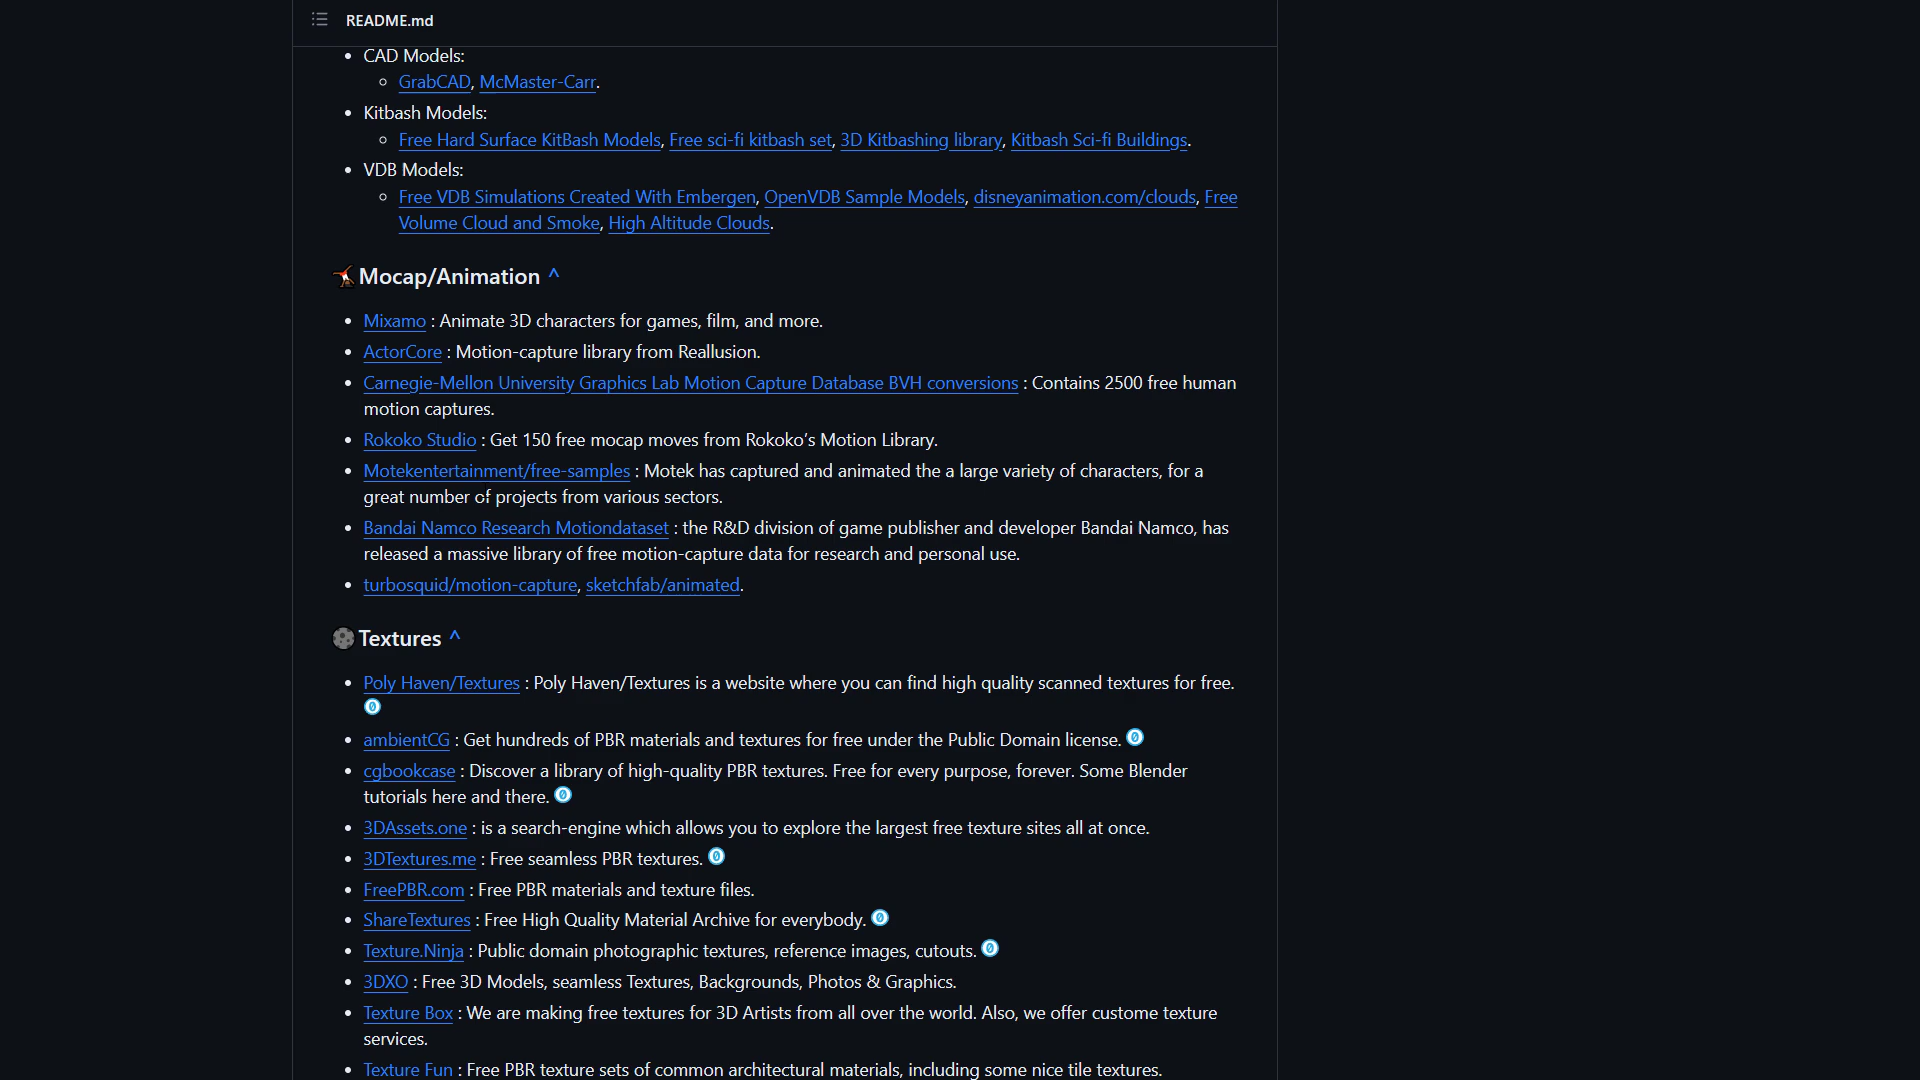 README.md
CAD Models:
GrabCAD, McMaster-Carr.
Kitbash Models:
Free Hard Surface KitBash Models, Free sci-fi kitbash set, 3D Kitbashing library, Kitbash Sci-fi Buildings.
VDB Models:
Free VDB Simulations Created With Embergen, OpenVDB Sample Models, disneyanimation.com/clouds, Free
Volume Cloud and Smoke, High Altitude Clouds.
Mocap/Animation ^
Mixamo : Animate 3D characters for games, film, and more.
ActorCore : Motion-capture library from Reallusion.
Carnegie-Mellon University Graphics Lab Motion Capture Database BVH conversions : Contains 2500 free human
motion captures.
Rokoko Studio : Get 150 free mocap moves from Rokoko’s Motion Library.
Motekentertainment/free-samples : Motek has captured and animated the a large variety of characters, for a
great number of projects from various sectors.
Bandai Namco Research Motiondataset : the R&D division of game publisher and developer Bandai Namco, has
released a massive library of free motion-capture data for research and personal use.
turbosquid/motion-capture, sketchfab/animated.
Textures ^
Poly Haven/Textures : Poly Haven/Textures is a website where you can find high quality scanned textures for free.
0
ambientCG : Get hundreds of PBR materials and textures for free under the Public Domain license. 0
cgbookcase : Discover a library of high-quality PBR textures. Free for every purpose, forever. Some Blender
tutorials here and there. 0
3DAssets.one : is a search-engine which allows you to explore the largest free texture sites all at once.
3DTextures.me : Free seamless PBR textures. 0
FreePBR.com : Free PBR materials and texture files.
ShareTextures : Free High Quality Material Archive for everybody. 0
Texture.Ninja : Public domain photographic textures, reference images, cutouts. 0
3DXO : Free 3D Models, seamless Textures, Backgrounds, Photos & Graphics.
Texture Box : We are making free textures for 3D Artists from all over the world. Also, we offer custome texture
services.
Texture Fun : Free PBR texture sets of common architectural materials, including some nice tile textures.